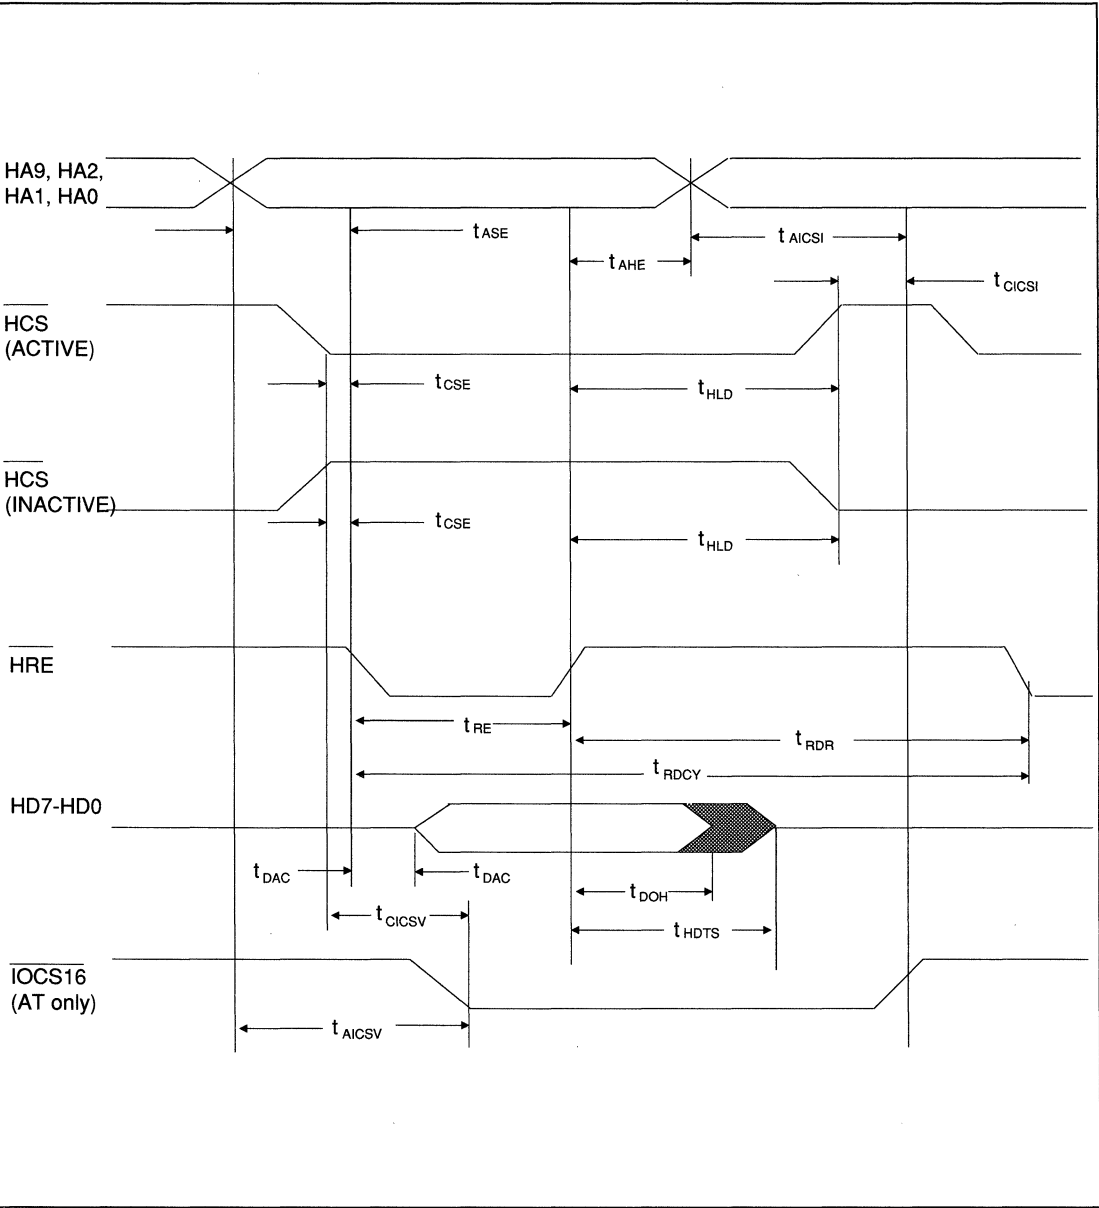 HA9, HA2,
HA1, HA0
tASE
tAICSI
tAHE
tCICSI
HCS
(ACTIVE)
tCSE
tHLD
HCS
(INACTIVE)
tCSE
tHLD
HRE
tRE
tRDR
tRDCY
HD7-HD0
tDAC
tDAC
tDOH
tCICSV
tHDTS
IOCS16
(AT only)
tAICSV